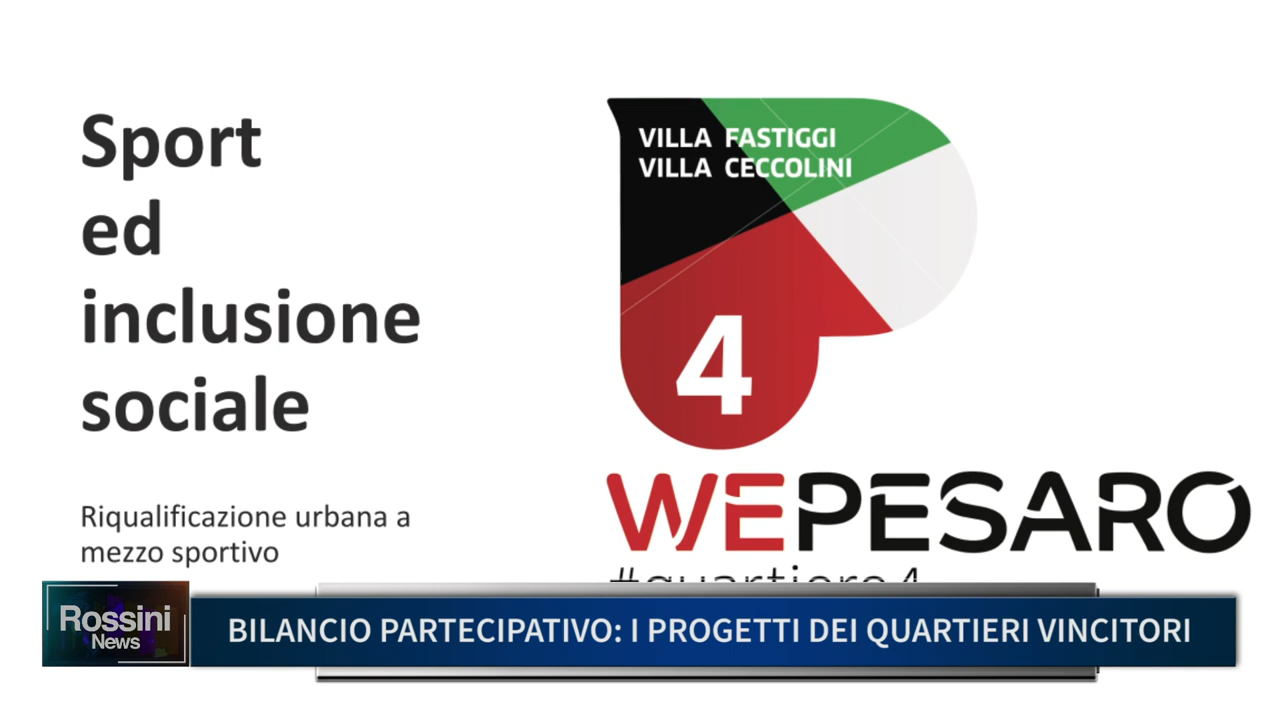 Sport
ed
inclusione
sociale
Riqualificazione urbana a
mezzo sportivo
VILLA FASTIGGI
VILLA CECCOLINI
4
WEPESARO
#quartiere4
Rossini
News
BILANCIO PARTECIPATIVO: I PROGETTI DEI QUARTIERI VINCITORI